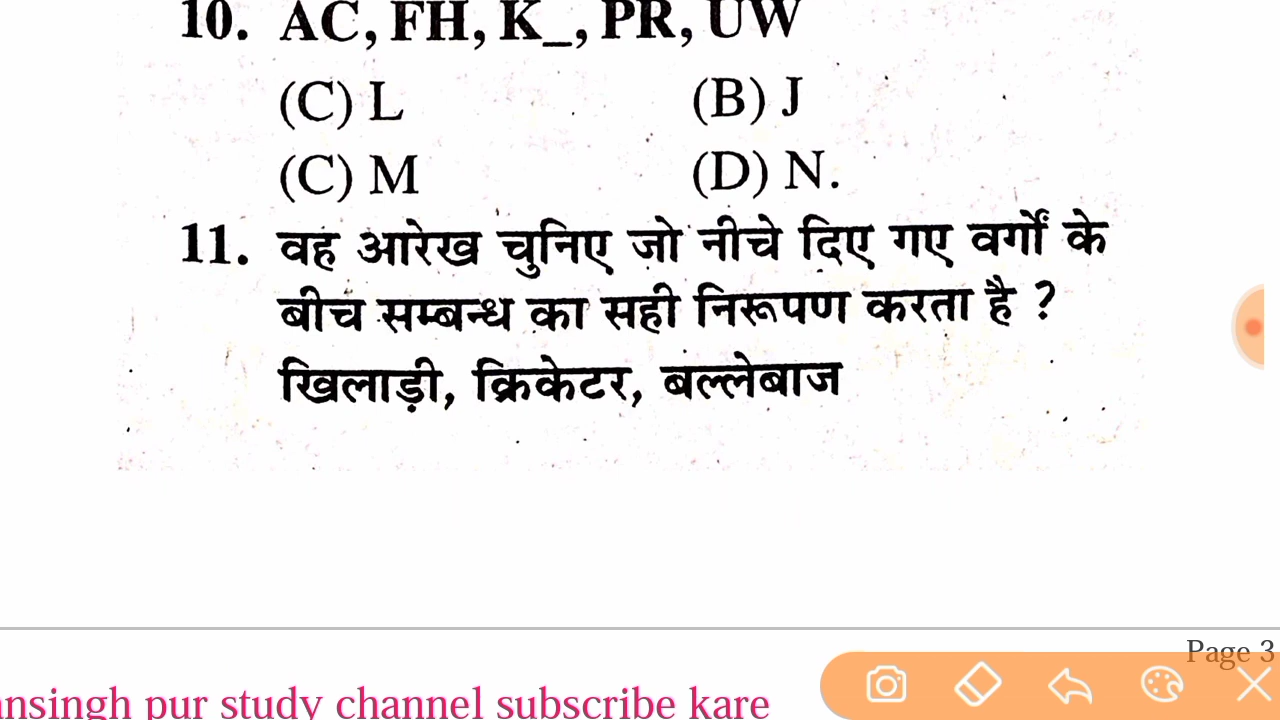 10. AC, FH, K_, PR, UW
(C) L (B) J
(C) M (D) N.
11. वह आरेख चुनिए जो नीचे दिए गए वर्गों के
बीच सम्बन्ध का सही निरूपण करता है ?
खिलाड़ी, क्रिकेटर, बल्लेबाज
Page 3
ansingh pur study channel subscribe kare